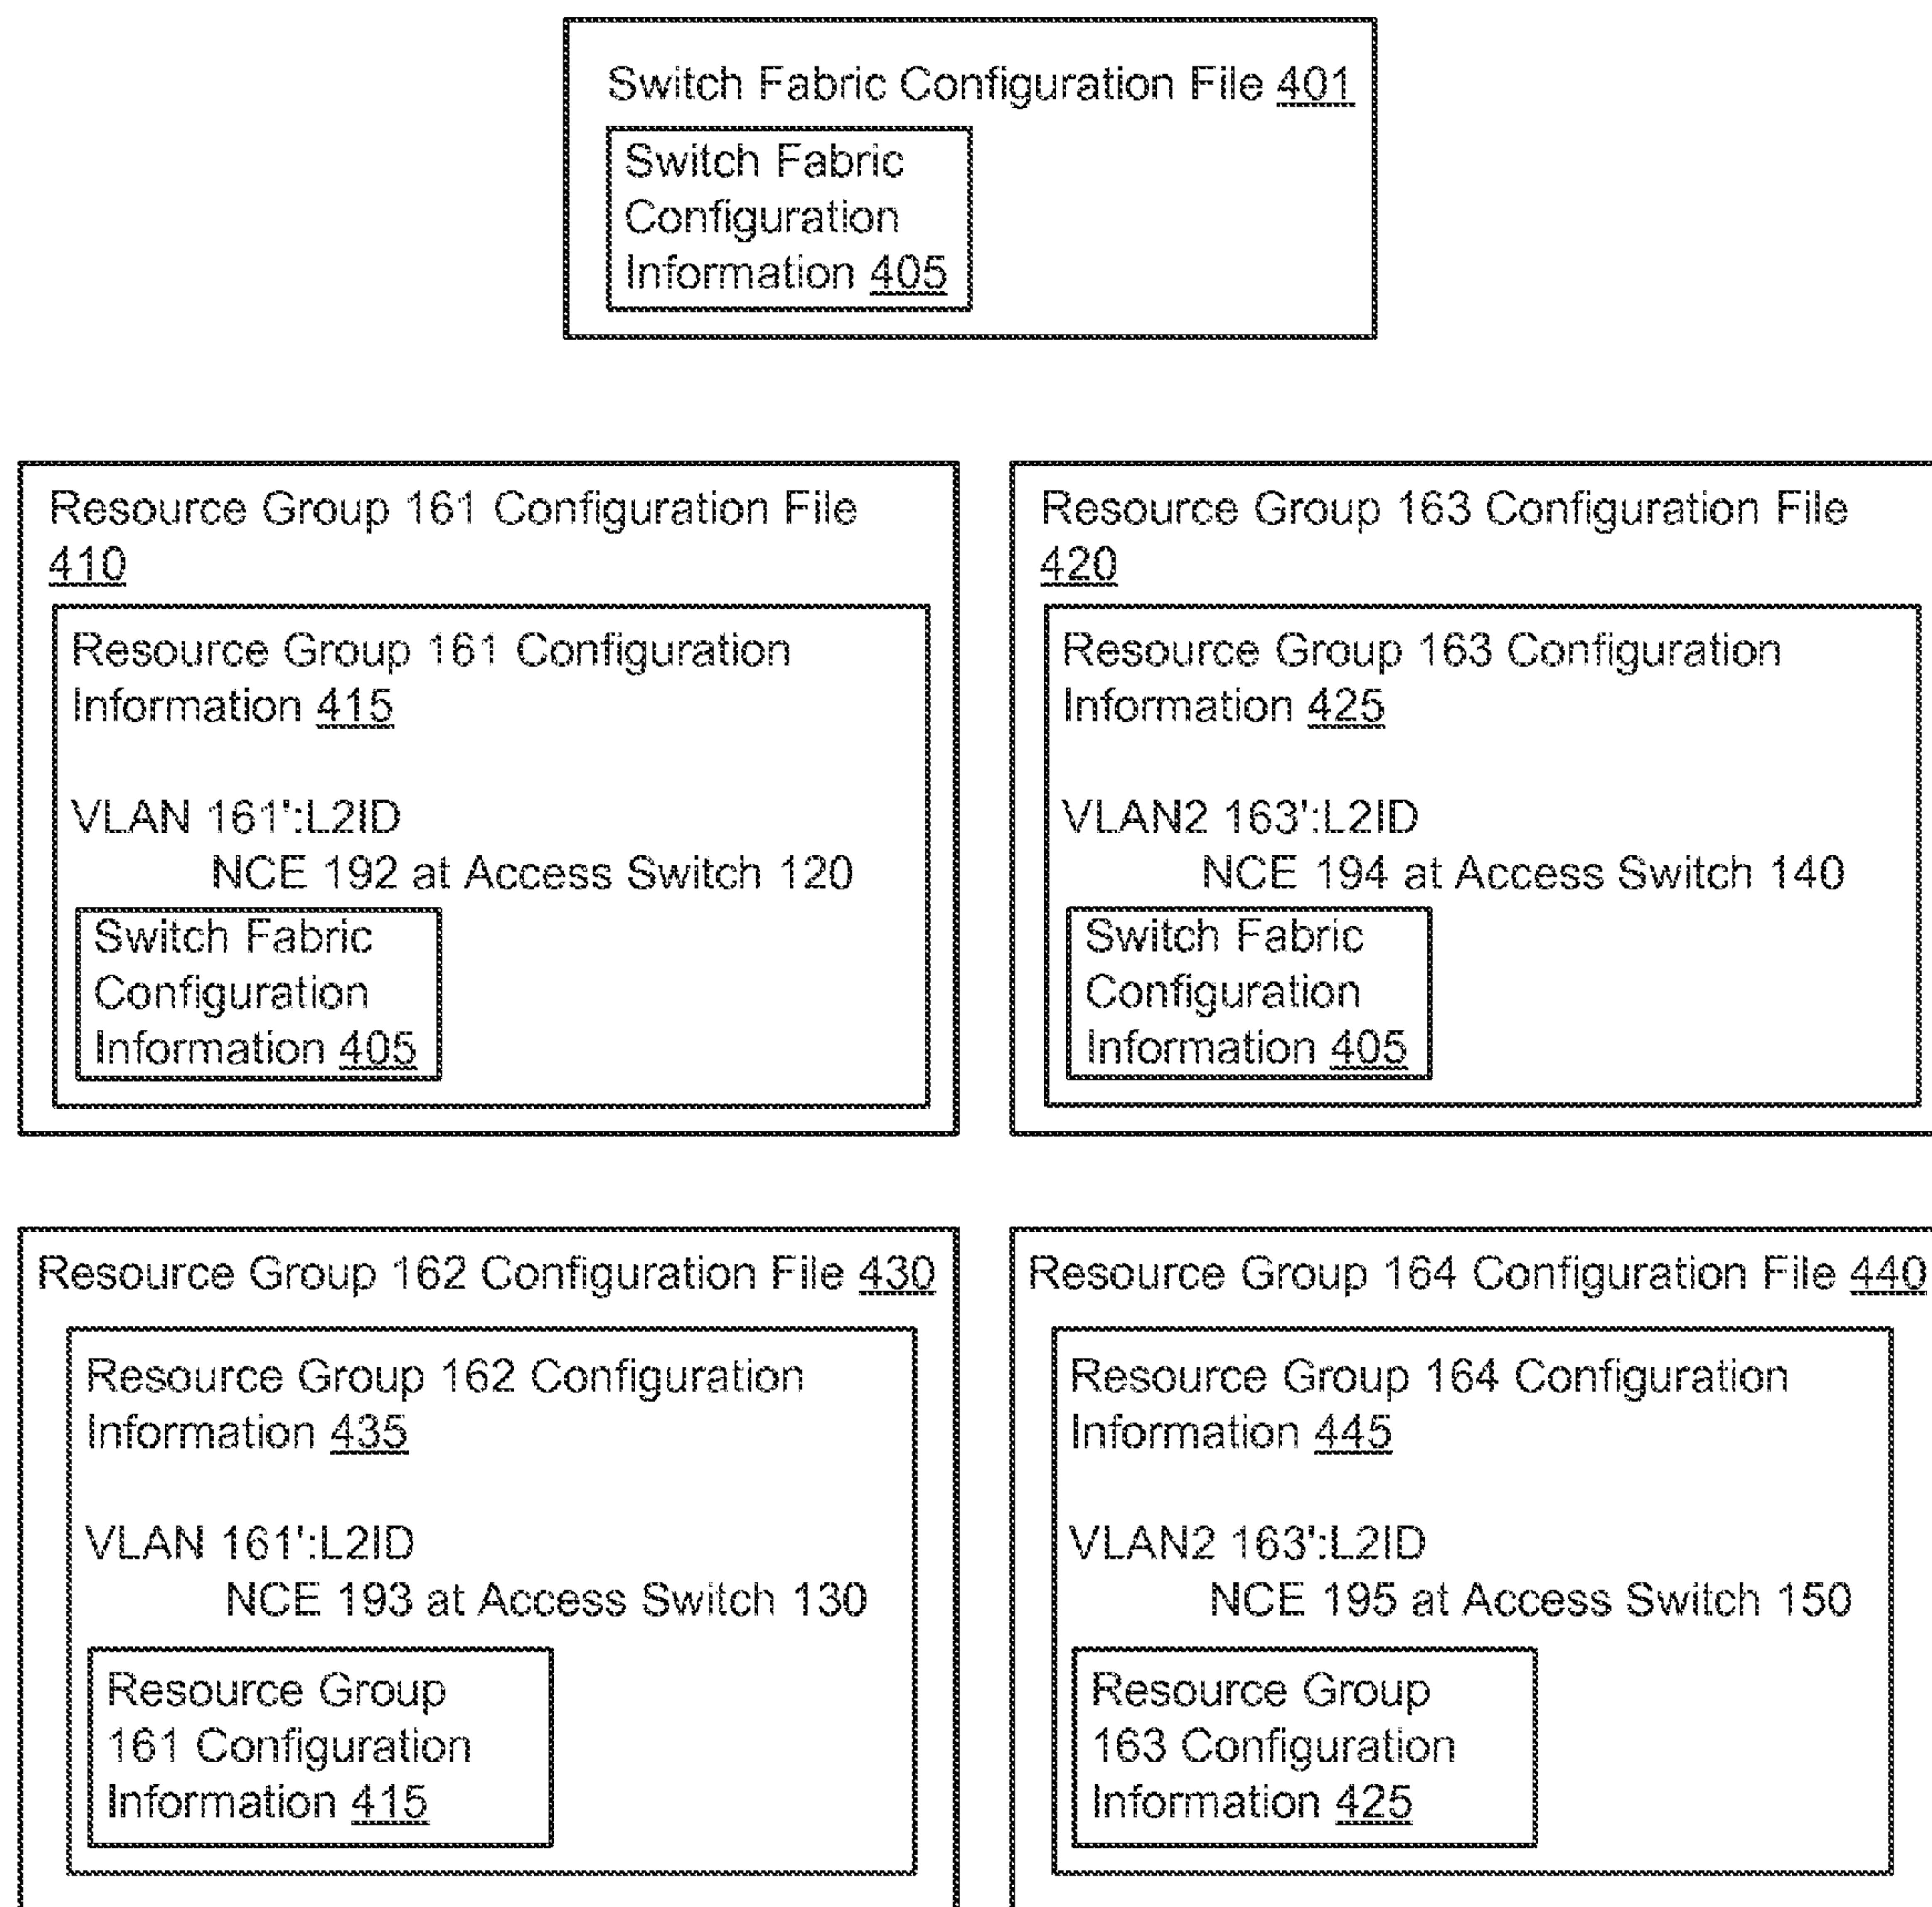 Switch Fabric Configuration File 401
Switch Fabric
Configuration
Information 405
Resource Group 161 Configuration File
410
Resource Group 161 Configuration
Information 415
VLAN 161':L2ID
NCE 192 at Access Switch 120
Switch Fabric
Configuration
Information 405
Resource Group 163 Configuration File
420
Resource Group 163 Configuration
Information 425
VLAN2 163':L2ID
NCE 194 at Access Switch 140
Switch Fabric
Configuration
Information 405
Resource Group 162 Configuration File 430
Resource Group 162 Configuration
Information 435
VLAN 161':L2ID
NCE 193 at Access Switch 130
Resource Group
161 Configuration
Information 415
Resource Group 164 Configuration File 440
Resource Group 164 Configuration
Information 445
VLAN2 163':L2ID
NCE 195 at Access Switch 150
Resource Group
163 Configuration
Information 425